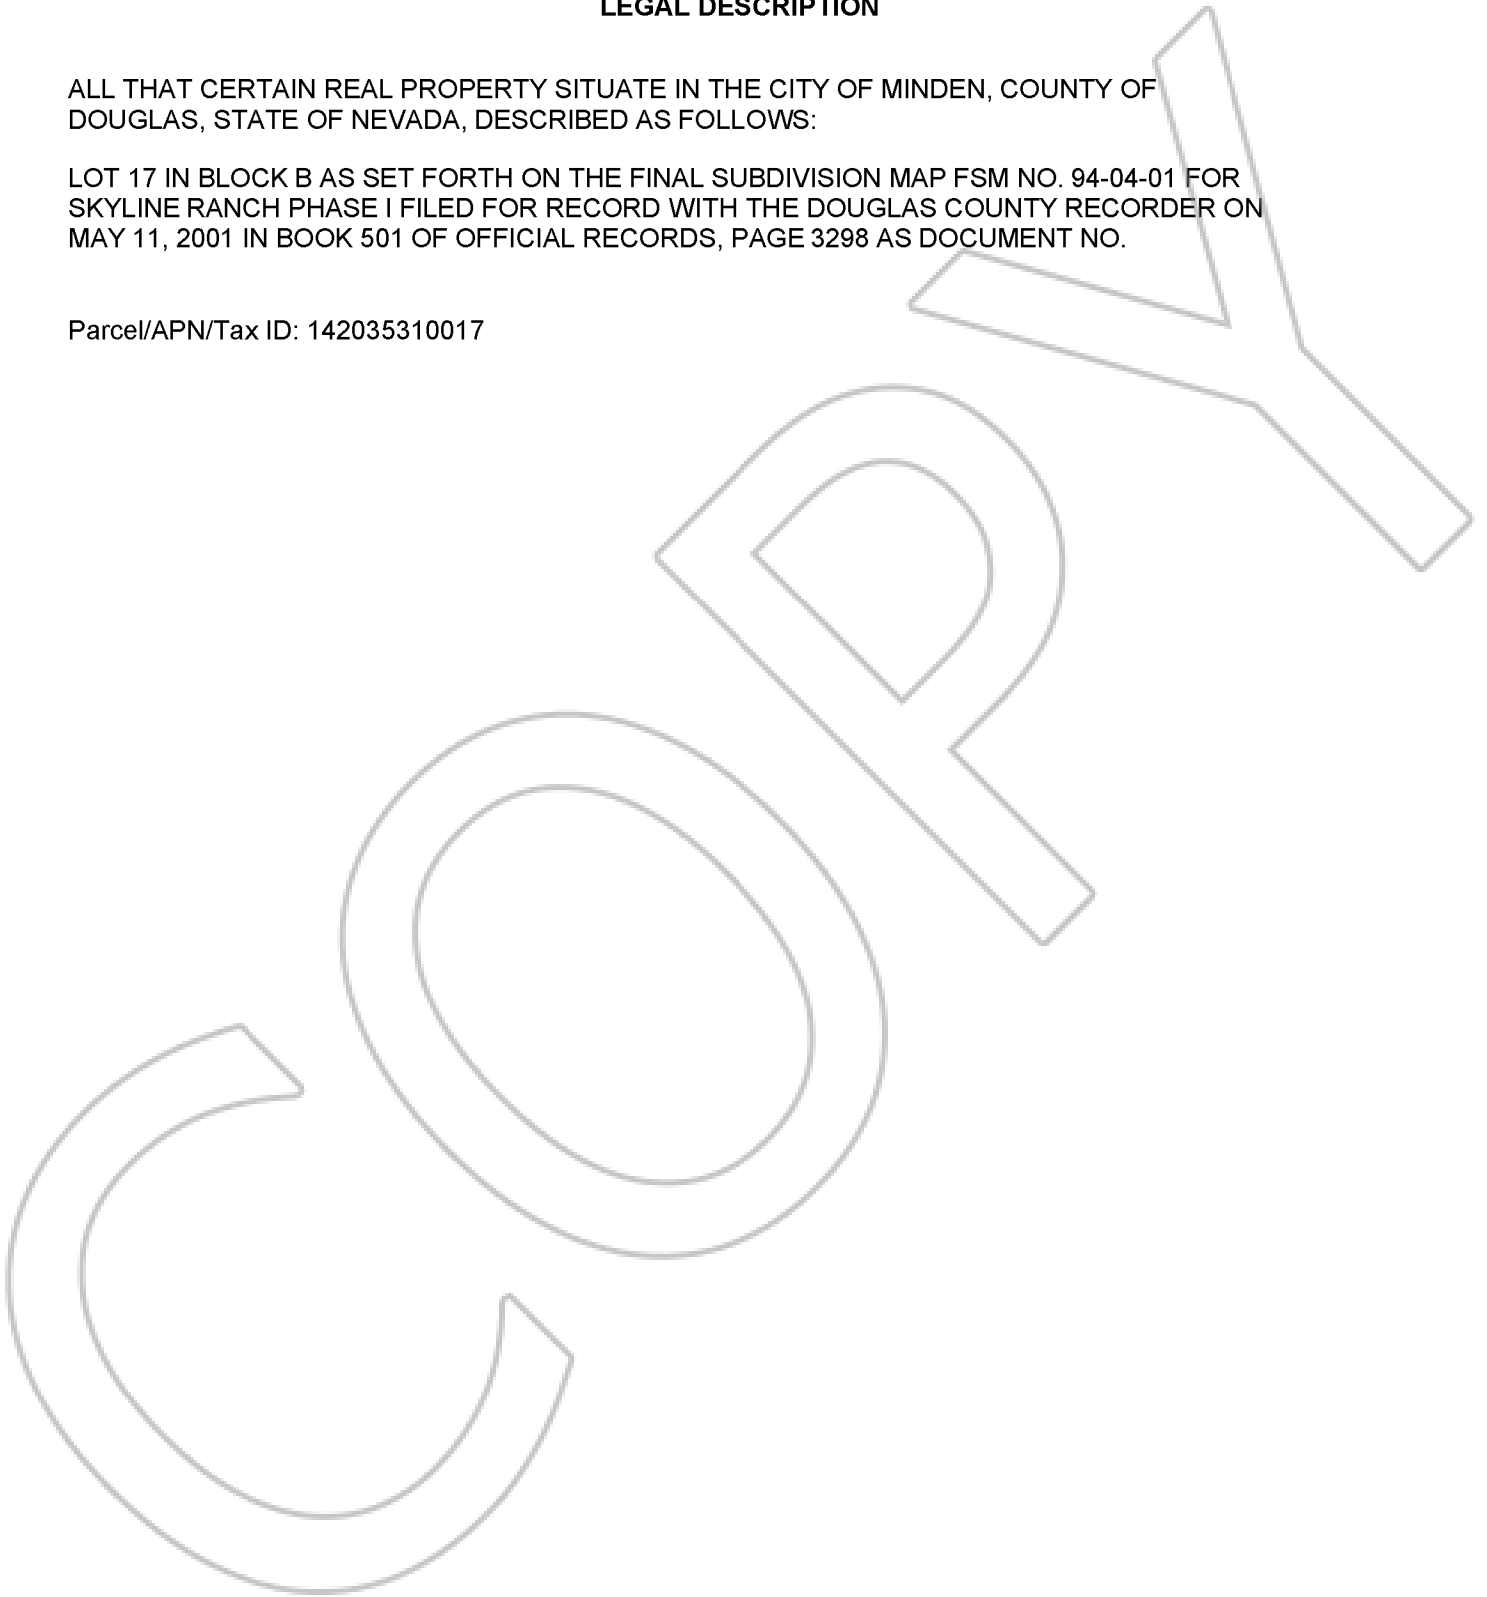 LEGAL DESCRIPTION
ALL THAT CERTAIN REAL PROPERTY SITUATE IN THE CITY OF MINDEN, COUNTY OF
DOUGLAS, STATE OF NEVADA, DESCRIBED AS FOLLOWS:
LOT 17 IN BLOCK B AS SET FORTH ON THE FINAL SUBDIVISION MAP FSM NO. 94-04-01 FOR
SKYLINE RANCH PHASE I FILED FOR RECORD WITH THE DOUGLAS COUNTY RECORDER ON
MAY 11, 2001 IN BOOK 501 OF OFFICIAL RECORDS, PAGE 3298 AS DOCUMENT NO.
Parcel/APN/Tax ID: 142035310017
COPY